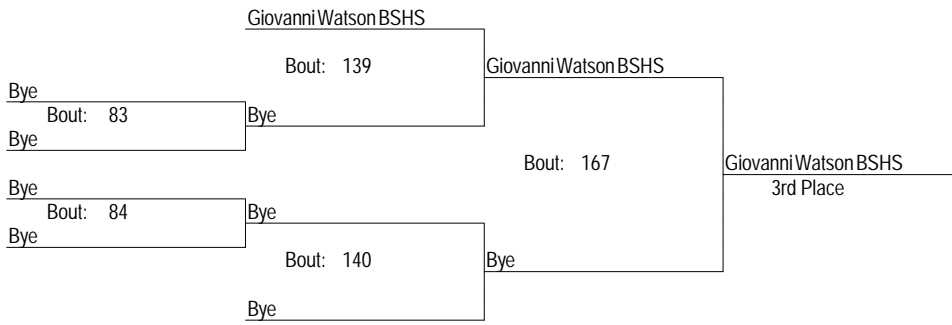 Giovanni Watson BSHS
Bout: 139
Giovanni Watson BSHS
Bye
Bout: 83
Bye
Bye
Bout: 167
Giovanni Watson BSHS
3rd Place
Bye
Bout: 84
Bye
Bye
Bout: 140
Bye
Bye